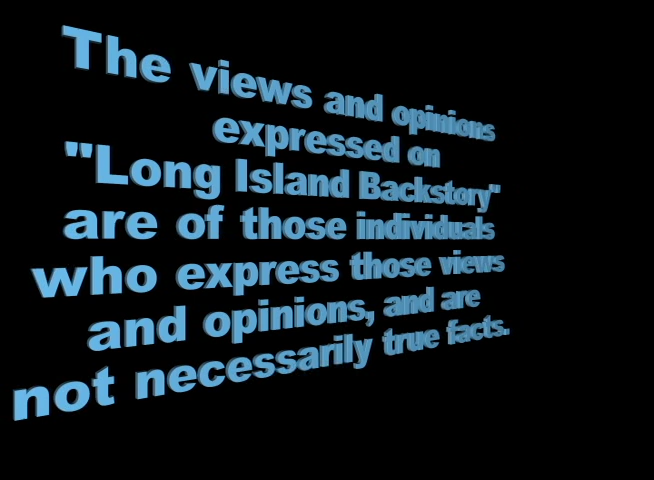 The views and opinions
expressed on
"Long Island Backstory"
are of those individuals
who express those views
and opinions, and are
not necessarily true facts.